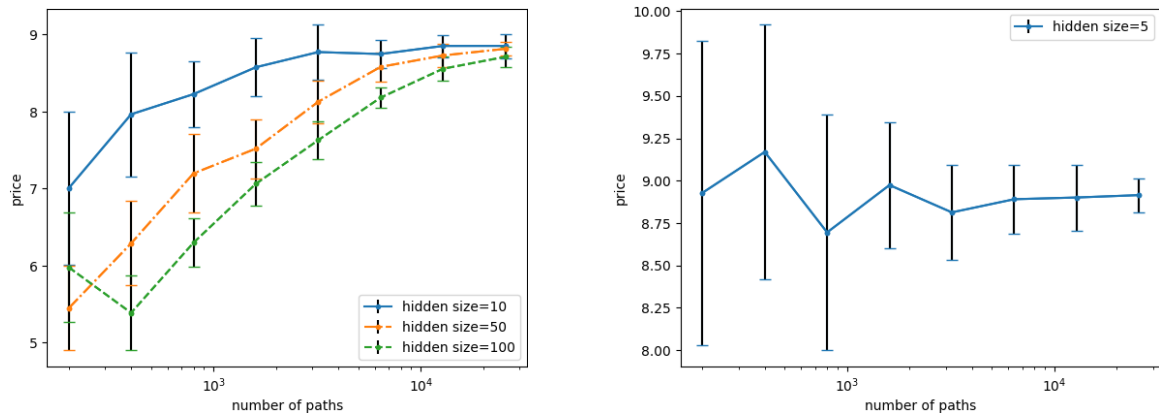 9
8
7
6
5
price
10³
10⁴
number of paths
hidden size=10
hidden size=50
hidden size=100
10.00
9.75
9.50
9.25
9.00
8.75
8.50
8.25
8.00
price
10³
10⁴
number of paths
hidden size=5